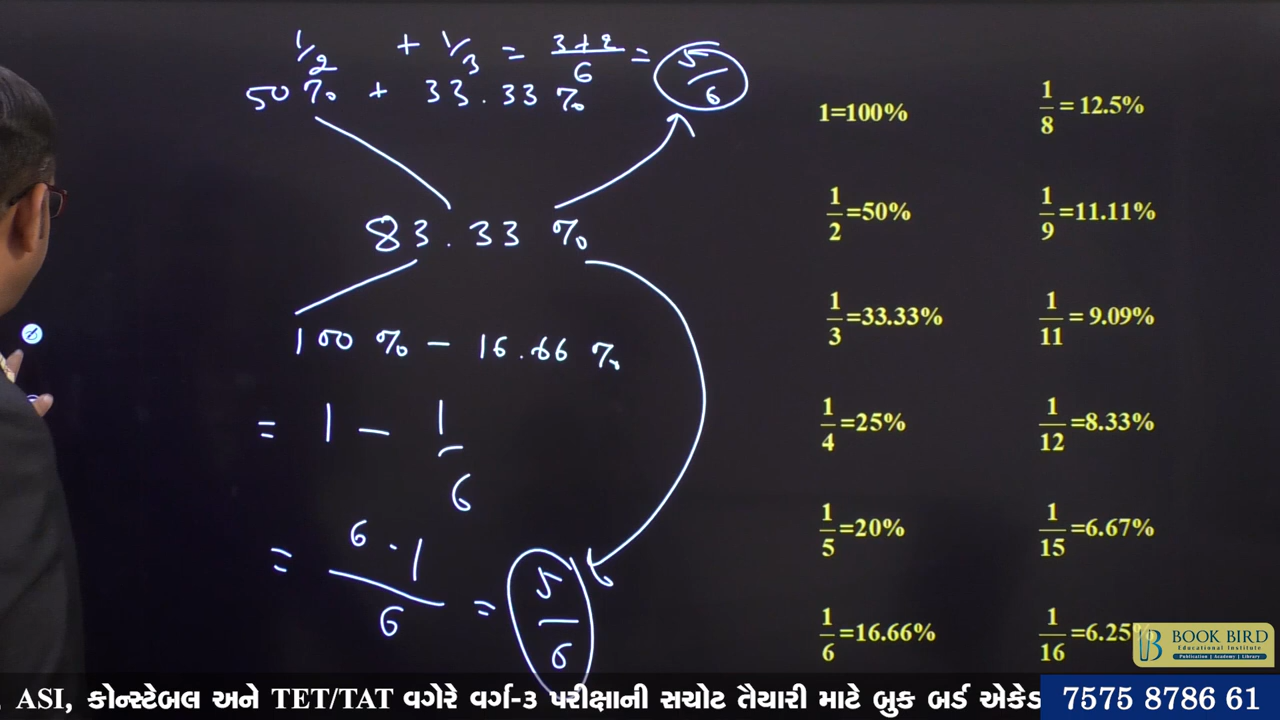 1/2 + 1/3 = 3+2/6 = 5/6
50% + 33.33%
83.33%
100% - 16.66%
= 1 - 1/6
= 6-1/6 = 5/6
1=100%
1/2=50%
1/3=33.33%
1/4=25%
1/5=20%
1/6=16.66%
1/8=12.5%
1/9=11.11%
1/11= 9.09%
1/12=8.33%
1/15=6.67%
1/16=6.25%
BOOK BIRD
Educational Institute
Publication | Academy | Library
ASI, કોન્સ્ટેબલ અને TET/TAT વગેરે વર્ગ-૩ પરીક્ષાની સચોટ તૈયારી માટે બુક બર્ડ એકેડ
7575 8786 61